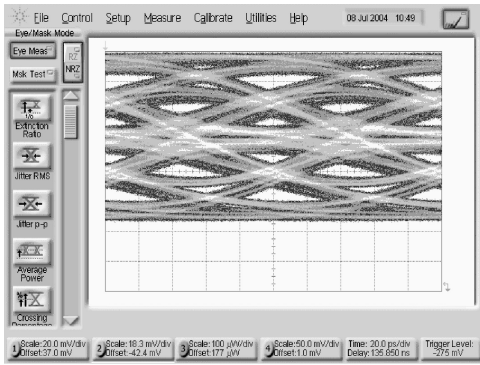 File Control Setup Measure Calibrate Utilities Help 08 Jul 2004 10:49
Eye/Mask Mode
Eye Meas
RZ
NRZ
Msk Test
1/0
Extinction
Ratio
Jitter RMS
Jitter p-p
Average
Power
Crossing
Percentage
1 Scale:20.0 mV/div 2 Scale: 18.3 mV/div 3 Scale: 100 µW/div 4 Scale:50.0 mV/div Time: 20.0 ps/div Trigger Level:
Offset:37.0 mV Offset: -42.4 mV Offset:177 µW Offset:1.0 mV Delay:135.850 ns -275 mV